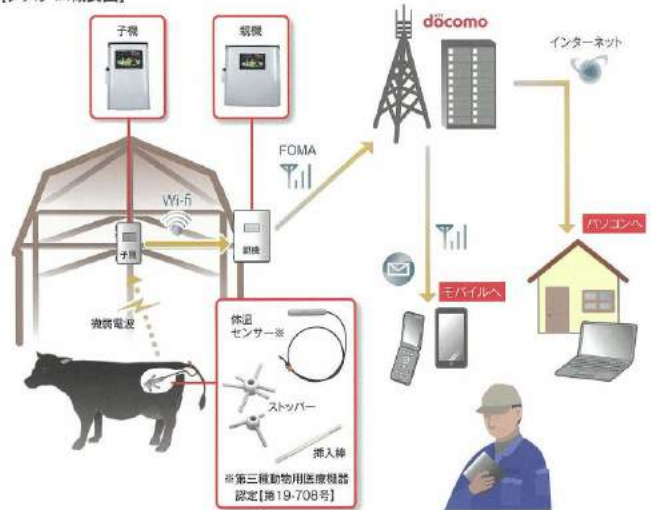 子機
親機
döcomo
インターネット
FOMA
Wi-fi
子機
親機
パソコンへ
モバイルへ
微弱電波
体温
センサー※
ストッパー
挿入棒
※第三種動物用医療機器
認定【第19-708号】